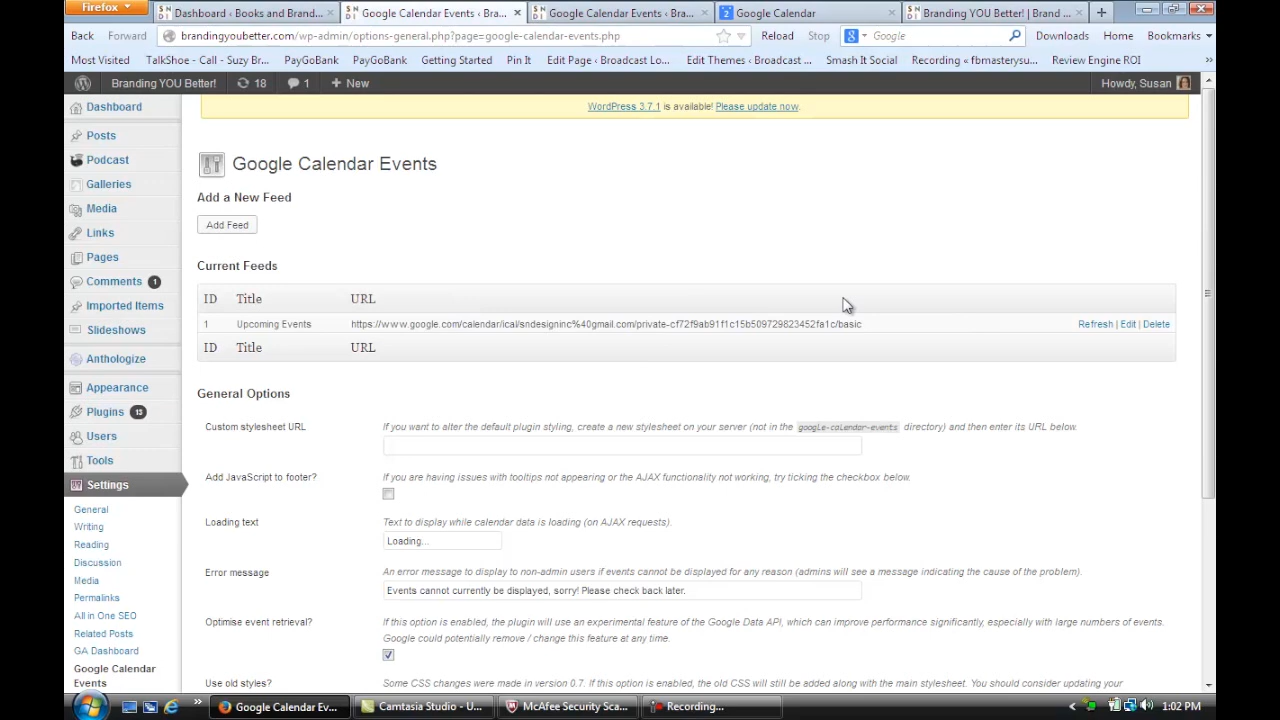 Firefox
Dashboard ‹ Books and Brand...
Google Calendar Events ‹ Bra...
Google Calendar Events ‹ Bra...
Google Calendar
Branding YOU Better! | Brand ...
Back
Forward
brandingyoubetter.com/wp-admin/options-general.php?page=google-calendar-events.php
Reload
Stop
Google
Downloads
Home
Bookmarks
Most Visited
TalkShoe - Call - Suzy Br...
PayGoBank
PayGoBank
Getting Started
Pin It
Edit Page ‹ Broadcast Lo...
Edit Themes ‹ Broadcast ...
Smash It Social
Recording « fbmasterysu...
Review Engine ROI
Branding YOU Better!
18
1
+ New
Howdy, Susan
WordPress 3.7.1 is available! Please update now.
Dashboard
Posts
Podcast
Galleries
Media
Links
Pages
Comments 1
Imported Items
Slideshows
Anthologize
Appearance
Plugins 13
Users
Tools
Settings
General
Writing
Reading
Discussion
Media
Permalinks
All in One SEO
Related Posts
GA Dashboard
Google Calendar
Events
Google Calendar Events
Add a New Feed
Add Feed
Current Feeds
ID Title URL
1 Upcoming Events https://www.google.com/calendar/ical/sndesigninc%40gmail.com/private-cf72f9ab91f1c15b509729823452fa1c/basic Refresh | Edit | Delete
ID Title URL
General Options
Custom stylesheet URL
If you want to alter the default plugin styling, create a new stylesheet on your server (not in the google-calendar-events directory) and then enter its URL below.
Add JavaScript to footer?
If you are having issues with tooltips not appearing or the AJAX functionality not working, try ticking the checkbox below.
Loading text
Text to display while calendar data is loading (on AJAX requests).
Loading...
Error message
An error message to display to non-admin users if events cannot be displayed for any reason (admins will see a message indicating the cause of the problem).
Events cannot currently be displayed, sorry! Please check back later.
Optimise event retrieval?
If this option is enabled, the plugin will use an experimental feature of the Google Data API, which can improve performance significantly, especially with large numbers of events.
Google could potentially remove / change this feature at any time.
Use old styles?
Some CSS changes were made in version 0.7. If this option is enabled, the old CSS will still be added along with the main stylesheet. You should consider updating your
Google Calendar Ev...
Camtasia Studio - U...
McAfee Security Sca...
Recording...
1:02 PM